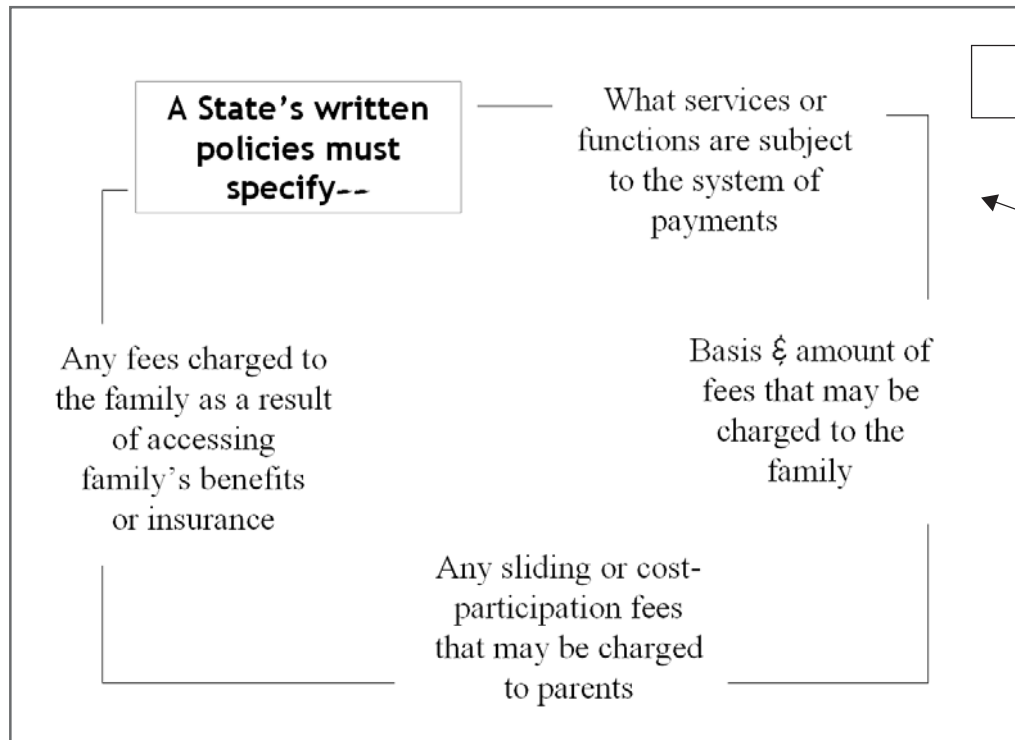 A State’s written
policies must
specify--
What services or
functions are subject
to the system of
payments
Basis & amount of
fees that may be
charged to the
family
Any sliding or cost-
participation fees
that may be charged
to parents
Any fees charged to
the family as a result
of accessing
family’s benefits
or insurance